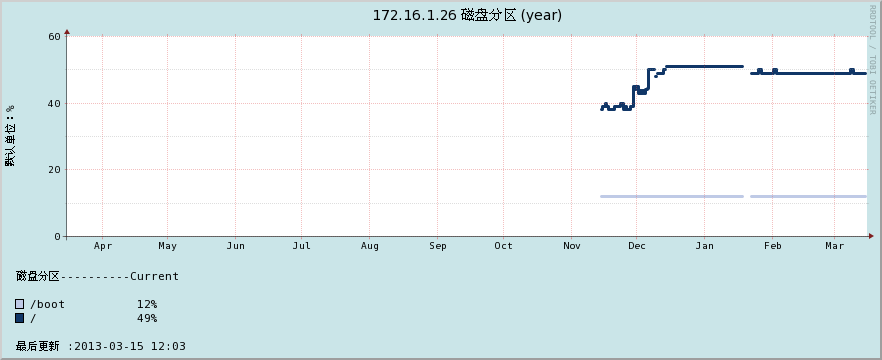 172.16.1.26 磁盘分区 (year)
RRDTOOL / TOBI OETIKER
默认单位：%
60
40
20
0
Apr May Jun Jul Aug Sep Oct Nov Dec Jan Feb Mar
磁盘分区----------Current
/boot 12%
/ 49%
最后更新 :2013-03-15 12:03